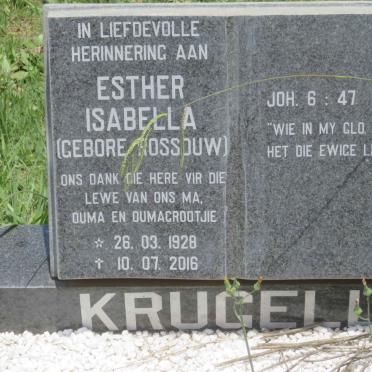 IN LIEFDEVOLLE
HERINNERING AAN
ESTHER
ISABELLA
(GEBORE ROSSOUW)
ONS DANK DIE HERE VIR DIE
LEWE VAN ONS MA,
OUMA EN OUMAGROOTJIE
☆ 26. 03. 1928
✝ 10. 07. 2016
JOH. 6 : 47
"WIE IN MY GLO,
HET DIE EWIGE
KRUGEL